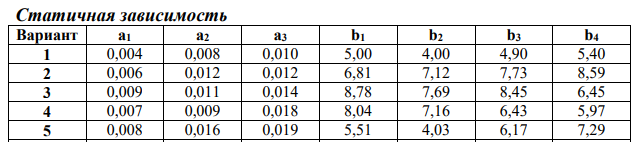 Статичная зависимость
Вариант a1 a2 a3 b1 b2 b3 b4
1 0,004 0,008 0,010 5,00 4,00 4,90 5,40
2 0,006 0,012 0,012 6,81 7,12 7,73 8,59
3 0,009 0,011 0,014 8,78 7,69 8,45 6,45
4 0,007 0,009 0,018 8,04 7,16 6,43 5,97
5 0,008 0,016 0,019 5,51 4,03 6,17 7,29